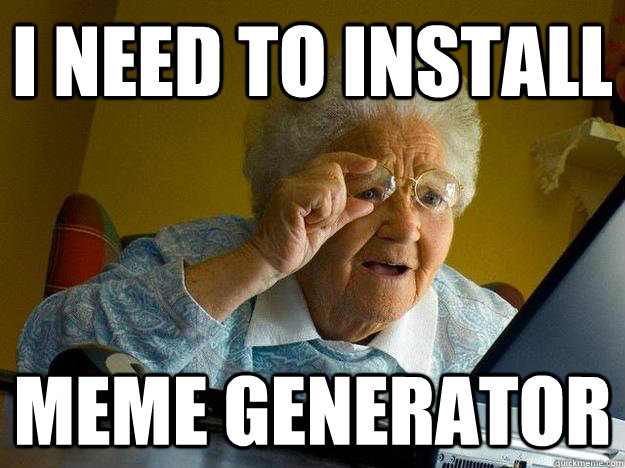 I NEED TO INSTALL
MEME GENERATOR
quickmeme.com